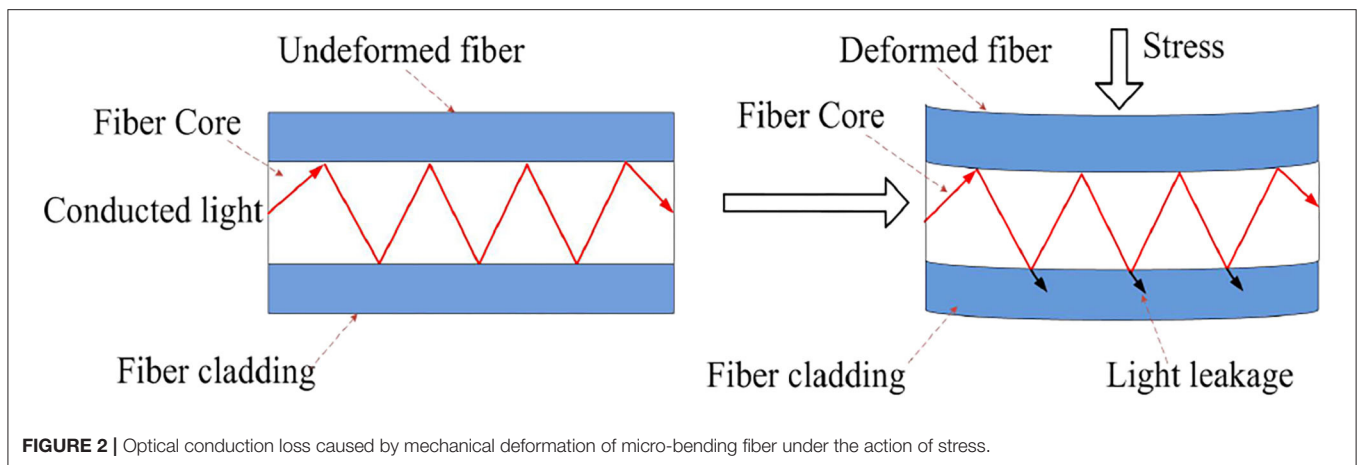 Undeformed fiber
Fiber Core
Conducted light
Fiber cladding
Deformed fiber
Stress
Fiber Core
Fiber cladding
Light leakage
FIGURE 2 | Optical conduction loss caused by mechanical deformation of micro-bending fiber under the action of stress.